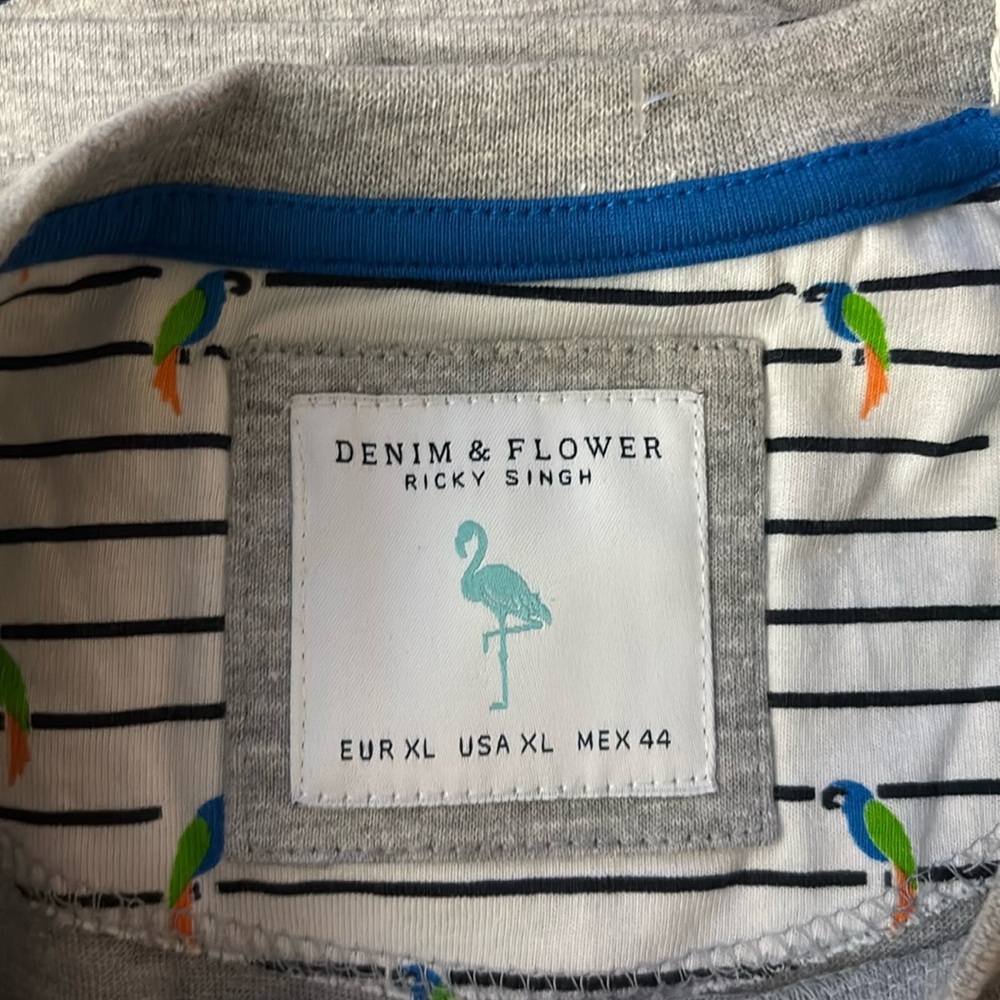 DENIM & FLOWER
RICKY SINGH
EUR XL USA XL MEX 44